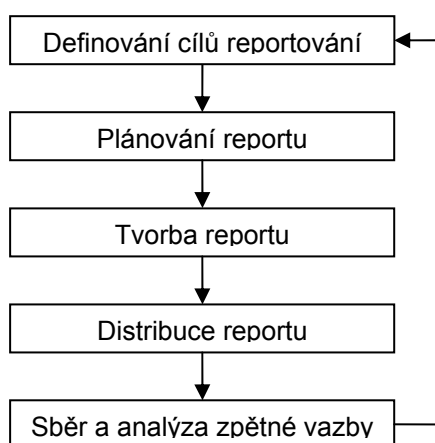 Definování cílů reportování
Plánování reportu
Tvorba reportu
Distribuce reportu
Sběr a analýza zpětné vazby